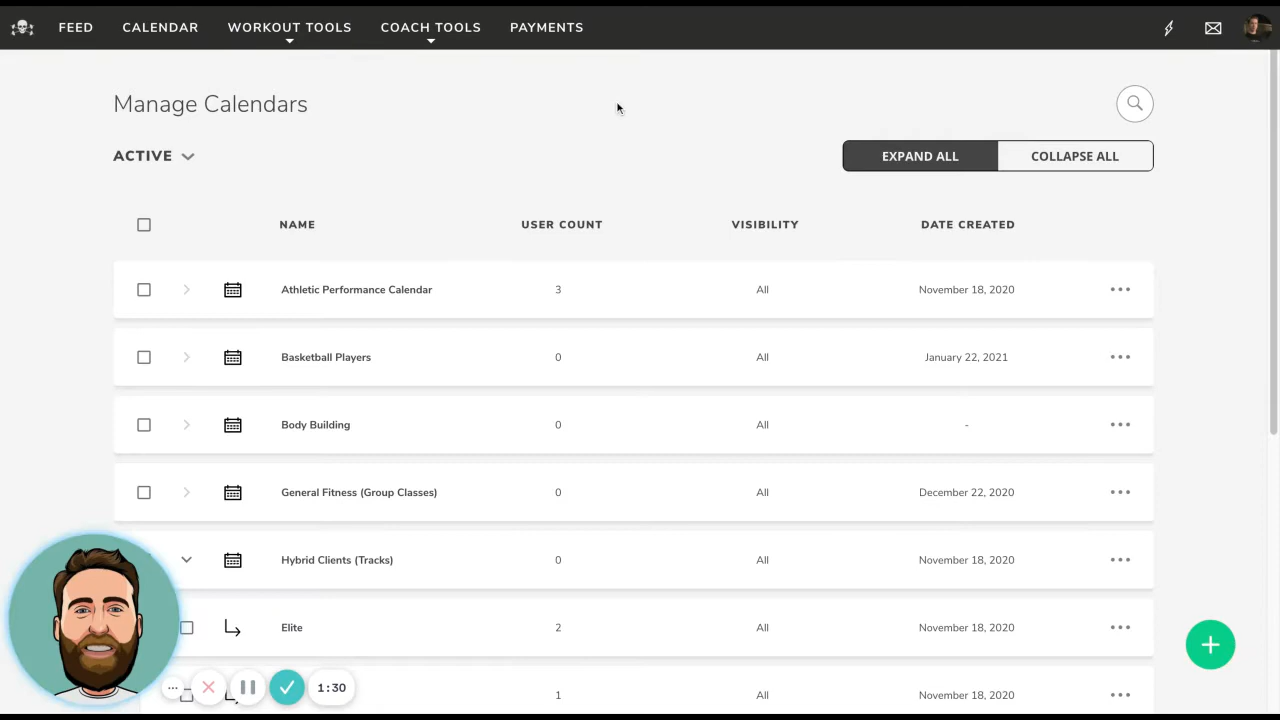 FEED CALENDAR WORKOUT TOOLS COACH TOOLS PAYMENTS
Manage Calendars
ACTIVE EXPAND ALL COLLAPSE ALL
NAME USER COUNT VISIBILITY DATE CREATED
Athletic Performance Calendar 3 All November 18, 2020
Basketball Players 0 All January 22, 2021
Body Building 0 All -
General Fitness (Group Classes) 0 All December 22, 2020
Hybrid Clients (Tracks) 0 All November 18, 2020
Elite 2 All November 18, 2020
1 All November 18, 2020
1:30